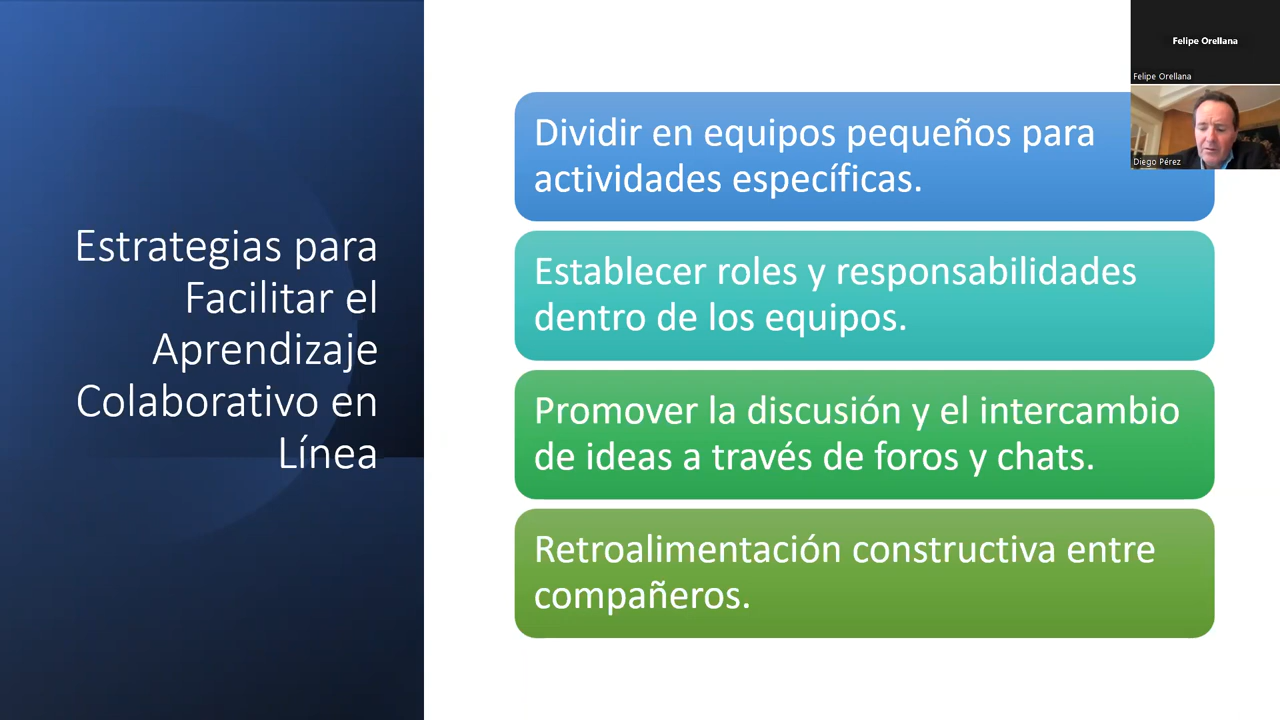 Estrategias para
Facilitar el
Aprendizaje
Colaborativo en
Línea
Dividir en equipos pequeños para
actividades específicas.
Establecer roles y responsabilidades
dentro de los equipos.
Promover la discusión y el intercambio
de ideas a través de foros y chats.
Retroalimentación constructiva entre
compañeros.
Felipe Orellana
Felipe Orellana
Diego Pérez